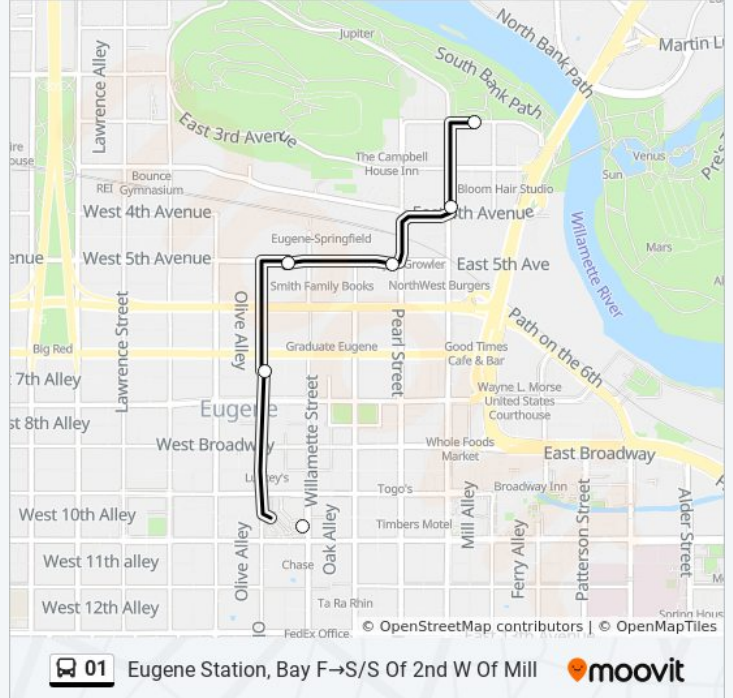 North Bank Path
Jupiter
Martin Lu
South Bank Path
Lawrence Alley
East 3rd Avenue
ire
ouse
Venus
The Campbell
House Inn
Sun
Bounce
REI Gymnasium
Bloom Hair Studio
West 4th Avenue
4th Avenue
Eugene-Springfield
Willamette River
Mars
enue
West 5th Avenue
Growler
East 5th Ave
Al
Smith Family Books
NorthWest Burgers
Olive Alley
Lawrence Street
Pearl Street
Path on the 6th
Big Red
Graduate Eugene
Good Times
Cafe & Bar
7th Alley
Wayne L. Morse
United States
Courthouse
Willamette Street
Eugene
st 8th Alley
West Broadway
Whole Foods
Market
East Broadway
Togo's
Broadway Inn
West 10th Alley
Timbers Motel
Mill Alley
Patterson Street
Alder Street
Olive Alley
Oak Alley
Ferry Alley
West 11th alley
Chase
Mo
West 12th Alley
Ta Ra Rhin
Spring Hous
Ol
FedEx Office
© OpenStreetMap contributors | © OpenMapTiles
01 Eugene Station, Bay F→S/S Of 2nd W Of Mill
moovit